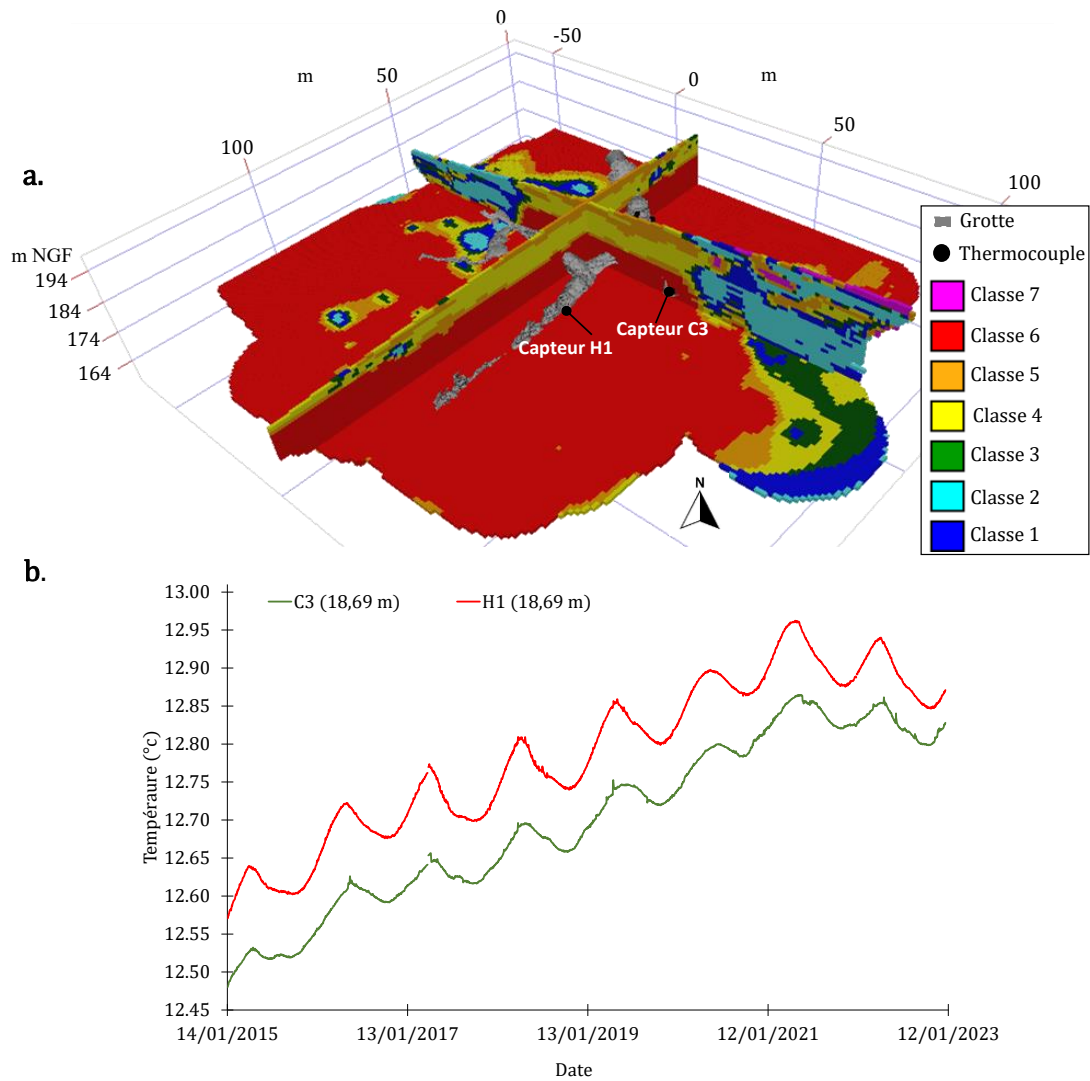 a.
0
-50
m
50
0
m
100
50
100
m NGF
194
184
174
164
Capteur H1
Capteur C3
N
Grotte
Thermocouple
Classe 7
Classe 6
Classe 5
Classe 4
Classe 3
Classe 2
Classe 1
b.
C3 (18,69 m)
H1 (18,69 m)
Tempéraure (°c)
13.00
12.95
12.90
12.85
12.80
12.75
12.70
12.65
12.60
12.55
12.50
12.45
14/01/2015
13/01/2017
13/01/2019
12/01/2021
12/01/2023
Date